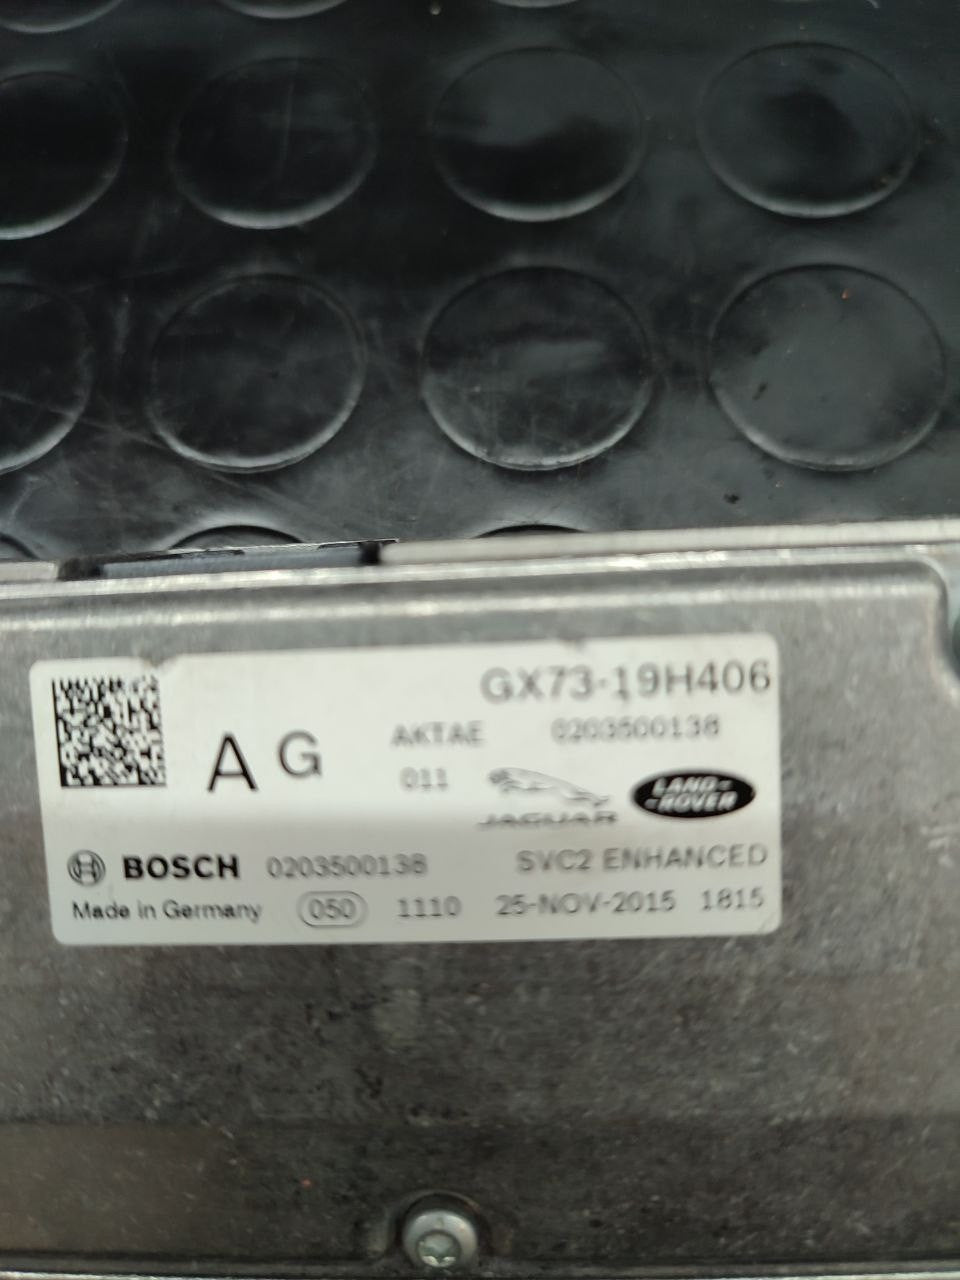 GX73-19H406
A G AKTAE 0203500138
011 JAGUAR LAND-ROVER
BOSCH 0203500138 SVC2 ENHANCED
Made in Germany 050 1110 25-NOV-2015 1815